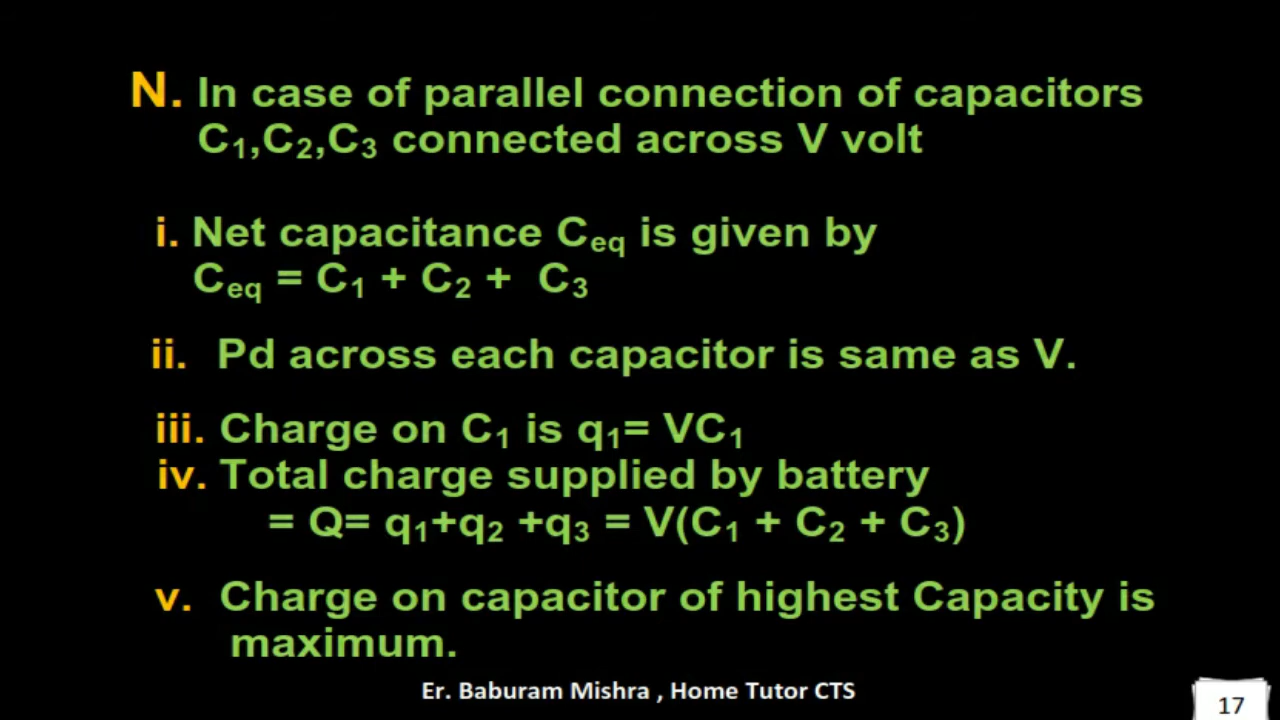 N. In case of parallel connection of capacitors
C₁,C₂,C₃ connected across V volt
i. Net capacitance Ceq is given by
Ceq = C₁ + C₂ + C₃
ii. Pd across each capacitor is same as V.
iii. Charge on C₁ is q₁= VC₁
iv. Total charge supplied by battery
= Q= q₁+q₂ +q₃ = V(C₁ + C₂ + C₃)
v. Charge on capacitor of highest Capacity is
maximum.
Er. Baburam Mishra , Home Tutor CTS
17